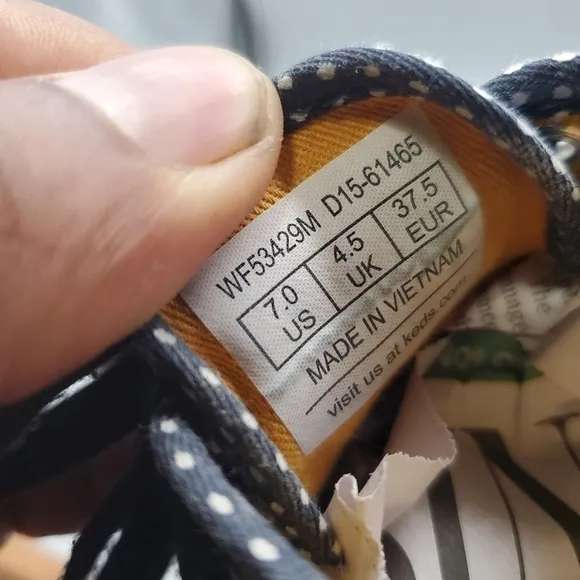 WF53429M D15-61465
7.0 4.5 37.5
US UK EUR
MADE IN VIETNAM
visit us at keds.com